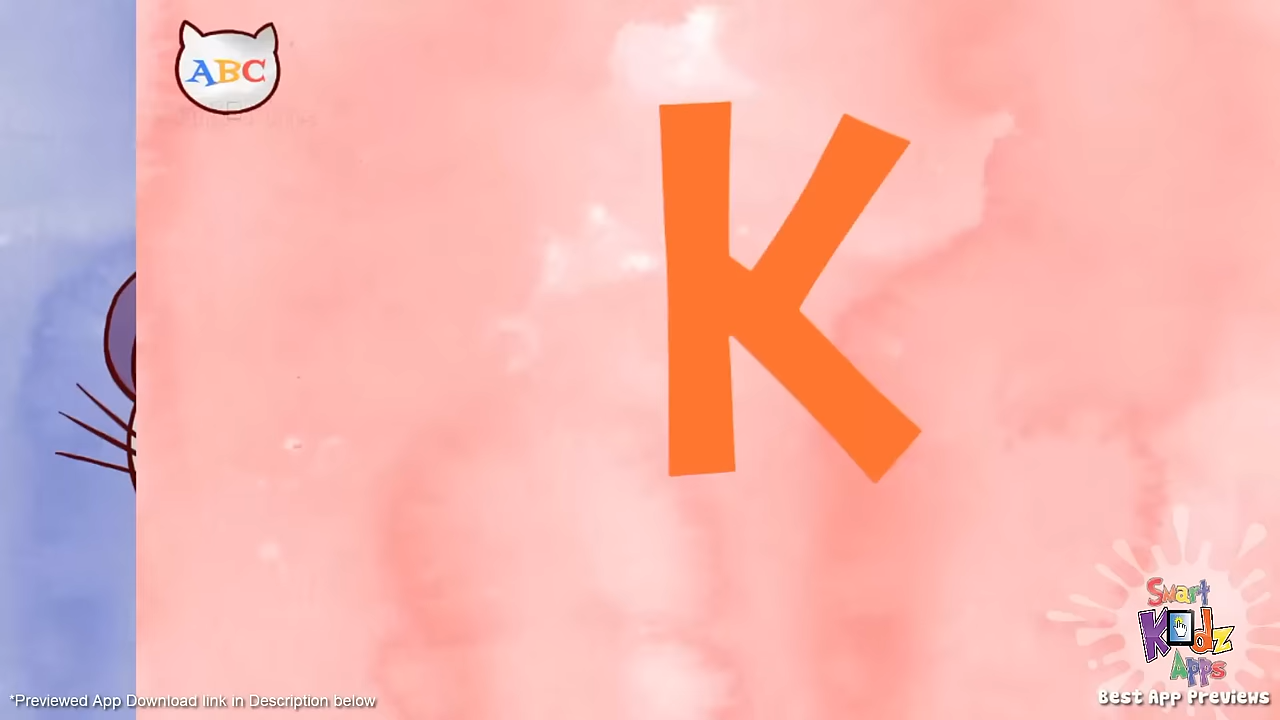 ABC
K
Smart
Kidz
Apps
Best App Previews
*Previewed App Download link in Description below